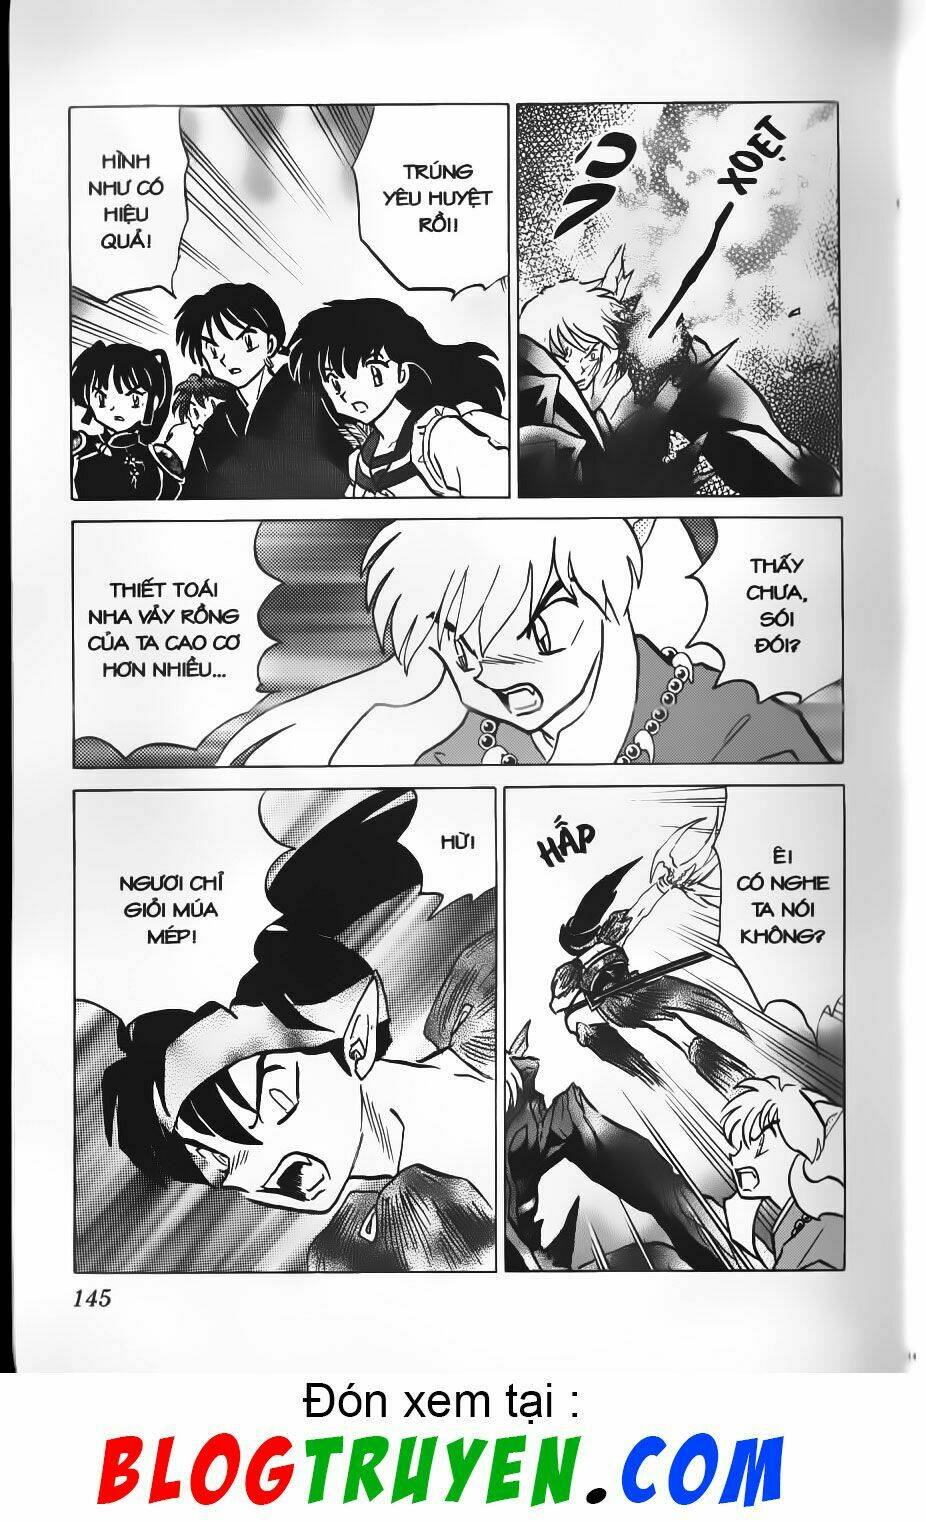 VÙ
XOẸT
TRÚNG
YÊU HUYỆT
RỒI!
HÌNH
NHƯ CÓ
HIỆU
QUẢ!
THẤY
CHƯA,
SÓI
ĐÓI?
THIẾT TOÁI
NHA VẢY RỒNG
CỦA TA CAO CƠ
HƠN NHIỀU...
ÊI
CÓ NGHE
TA NÓI
KHÔNG?
HẤP
HỪ!
NGƯƠI CHỈ
GIỎI MÚA
MÉP!
145
Đón xem tại :
BLOGTRUYEN.COM